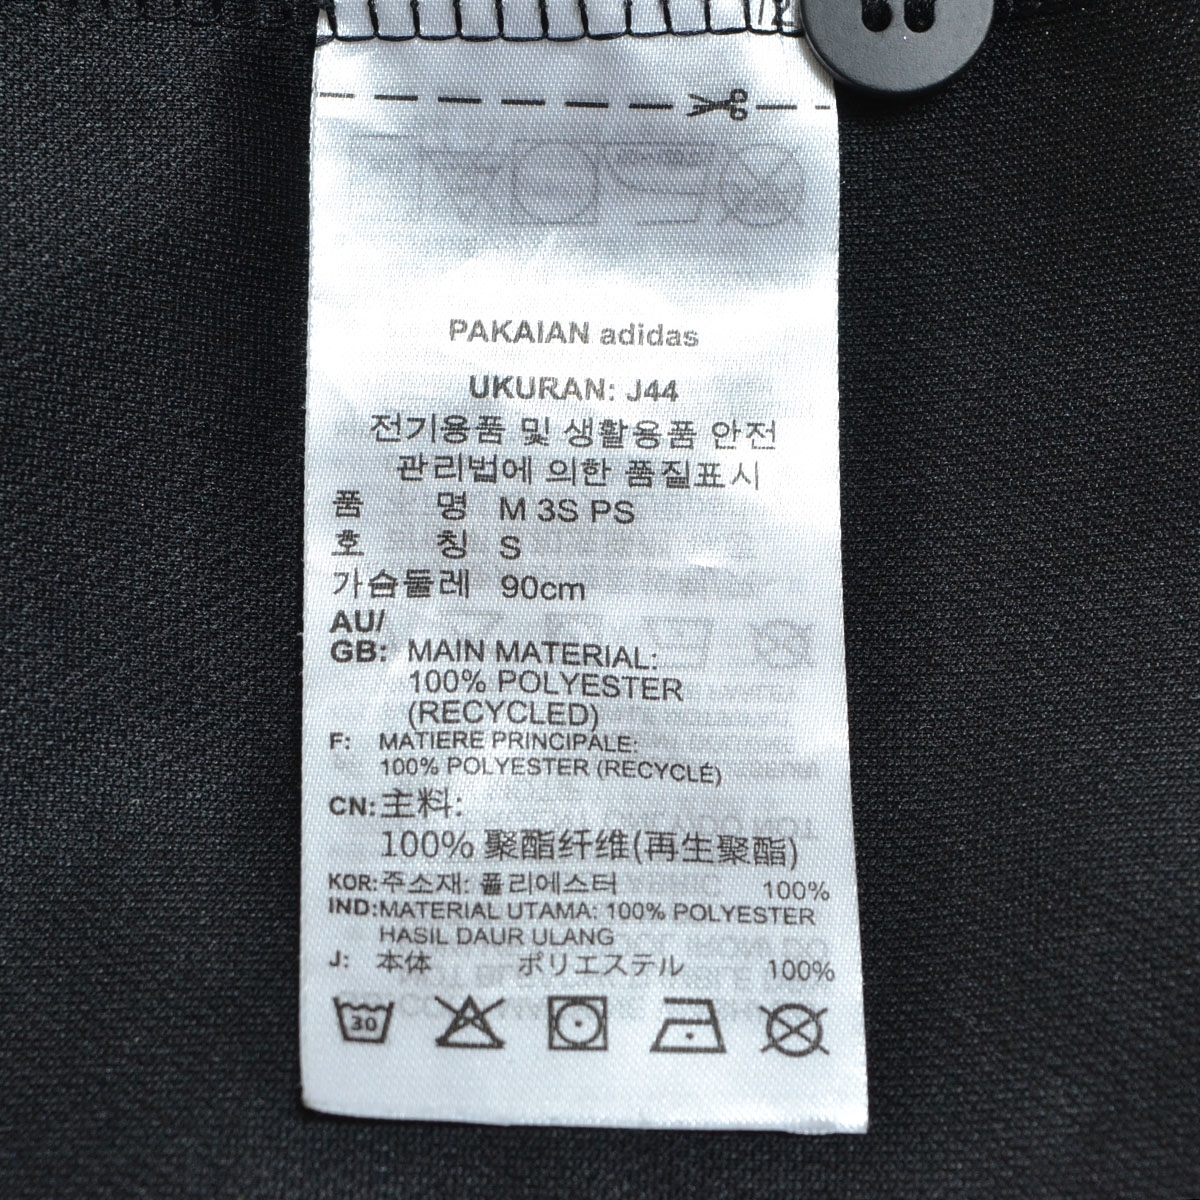 PAKAIAN adidas
UKURAN: J44
전기용품 및 생활용품 안전
관리법에 의한 품질표시
품 명 M 3S PS
호 칭 S
가슴둘레 90cm
AU/
GB: MAIN MATERIAL:
100% POLYESTER
(RECYCLED)
F: MATIERE PRINCIPALE:
100% POLYESTER (RECYCLÉ)
CN: 主料:
100% 聚酯纤维(再生聚酯)
KOR: 주소재: 폴리에스터 100%
IND: MATERIAL UTAMA: 100% POLYESTER
HASIL DAUR ULANG
J: 本体 ポリエステル 100%
30